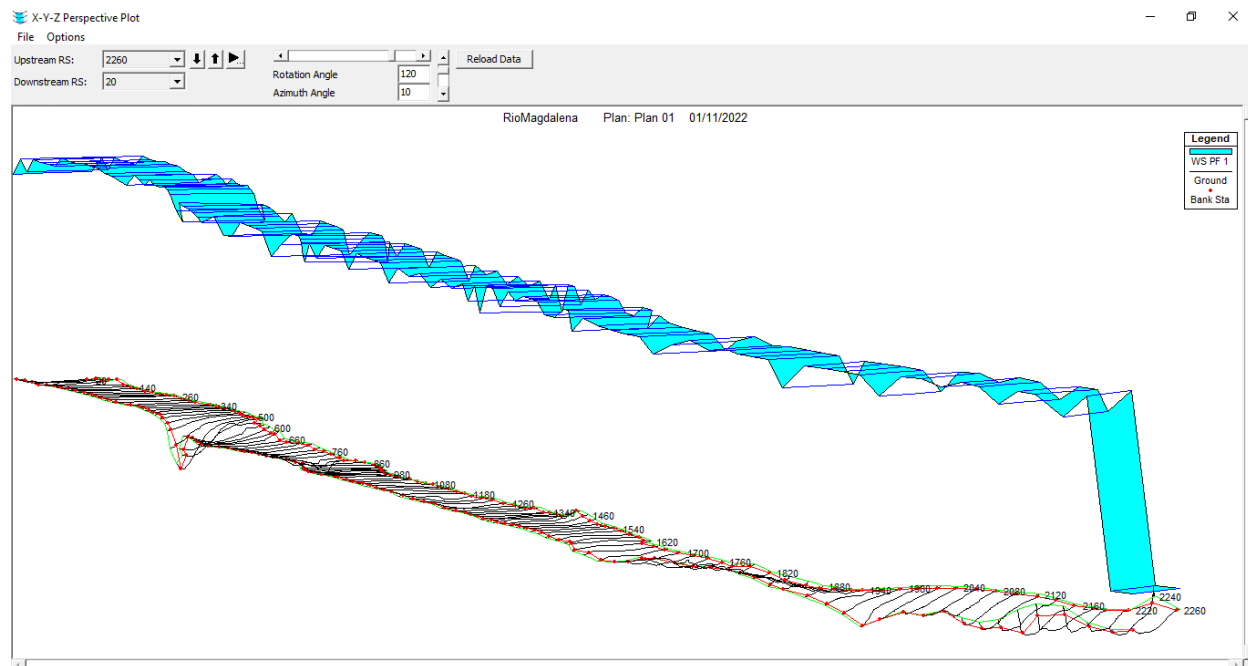 X-Y-Z Perspective Plot
File Options
Upstream RS: 2260
Downstream RS: 20
Rotation Angle 120
Azimuth Angle 10
Reload Data
RioMagdalena Plan: Plan 01 01/11/2022
Legend
WS PF 1
Ground
Bank Sta
140
260
340
500
600
660
760
860
980
1080
1180
1260
1340
1460
1540
1620
1700
1760
1820
1880
1940
1980
2040
2080
2120
2160
2220
2240
2260